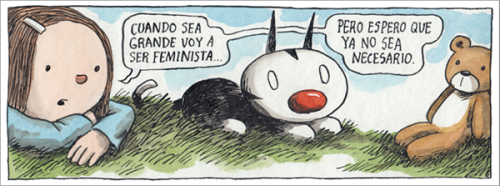 CUANDO SEA
GRANDE VOY A
SER FEMINISTA...
PERO ESPERO QUE
YA NO SEA
NECESARIO.